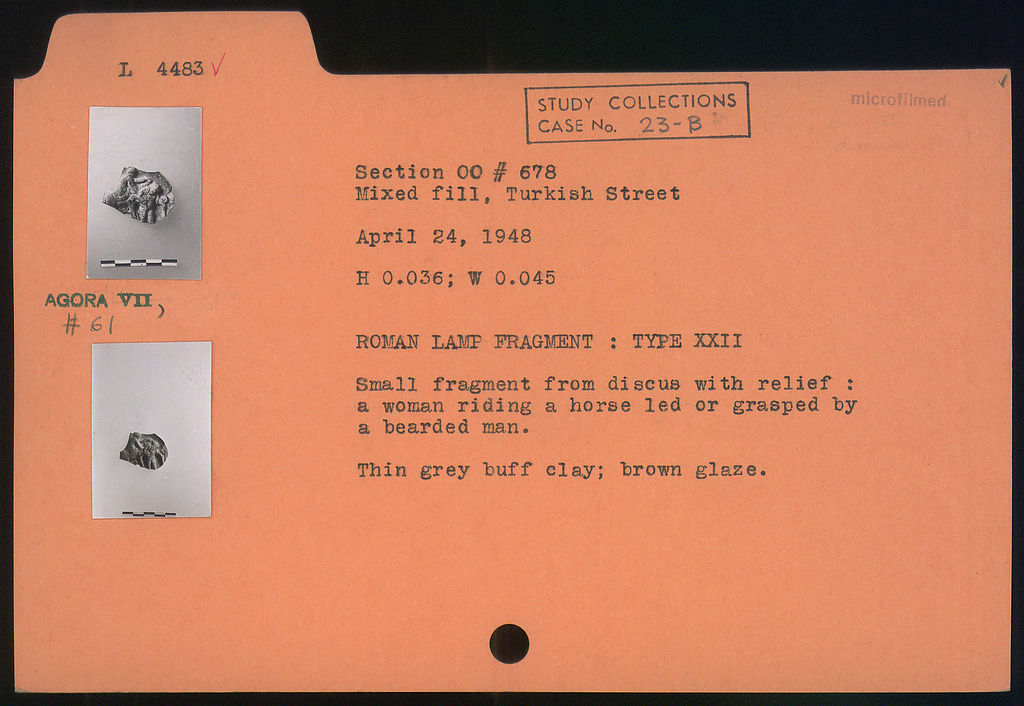 L 4483 ✓
STUDY COLLECTIONS
CASE No. 23-B
microfilmed
Section OO # 678
Mixed fill, Turkish Street
April 24, 1948
H 0.036; W 0.045
AGORA VII,
# 61
ROMAN LAMP FRAGMENT : TYPE XXII
Small fragment from discus with relief :
a woman riding a horse led or grasped by
a bearded man.
Thin grey buff clay; brown glaze.